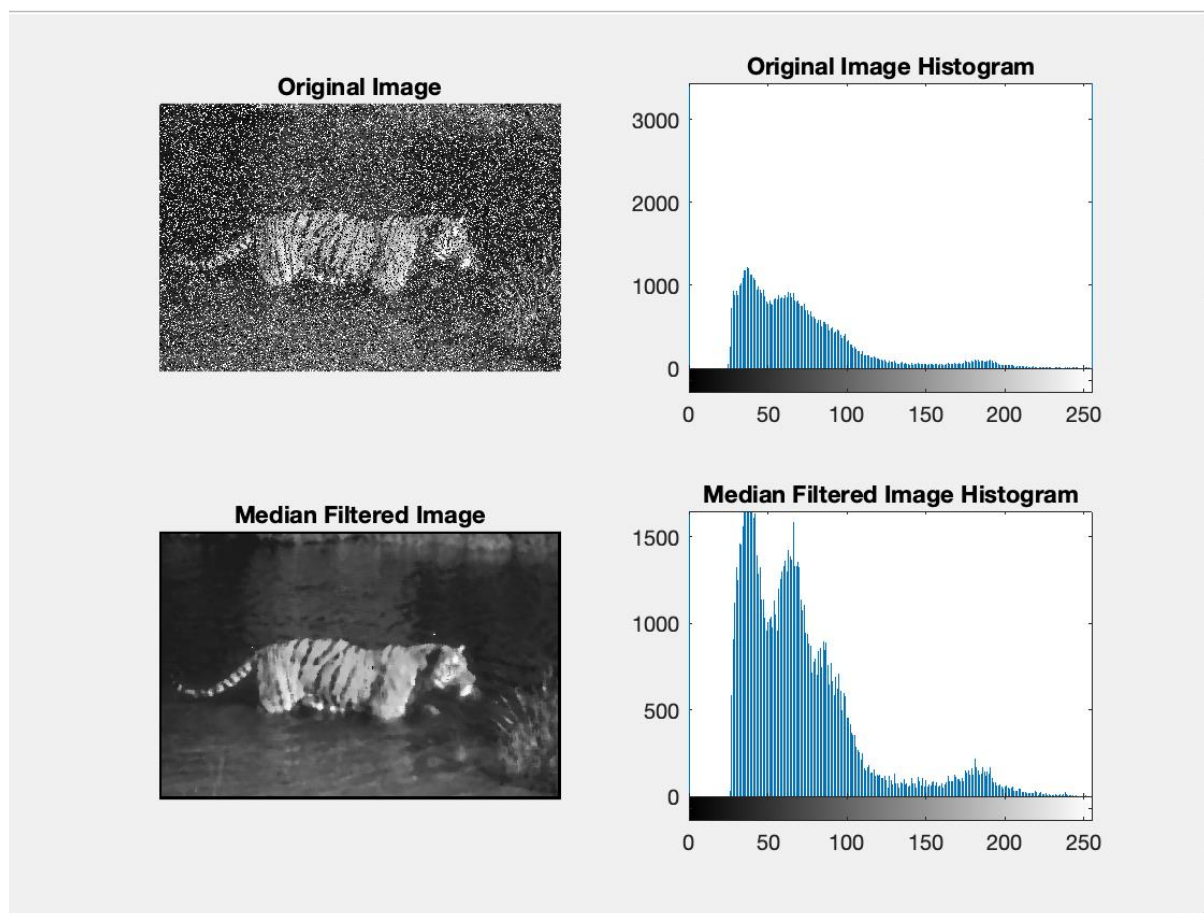 Original Image
Original Image Histogram
3000
2000
1000
0
0 50 100 150 200 250
Median Filtered Image
Median Filtered Image Histogram
1500
1000
500
0
0 50 100 150 200 250